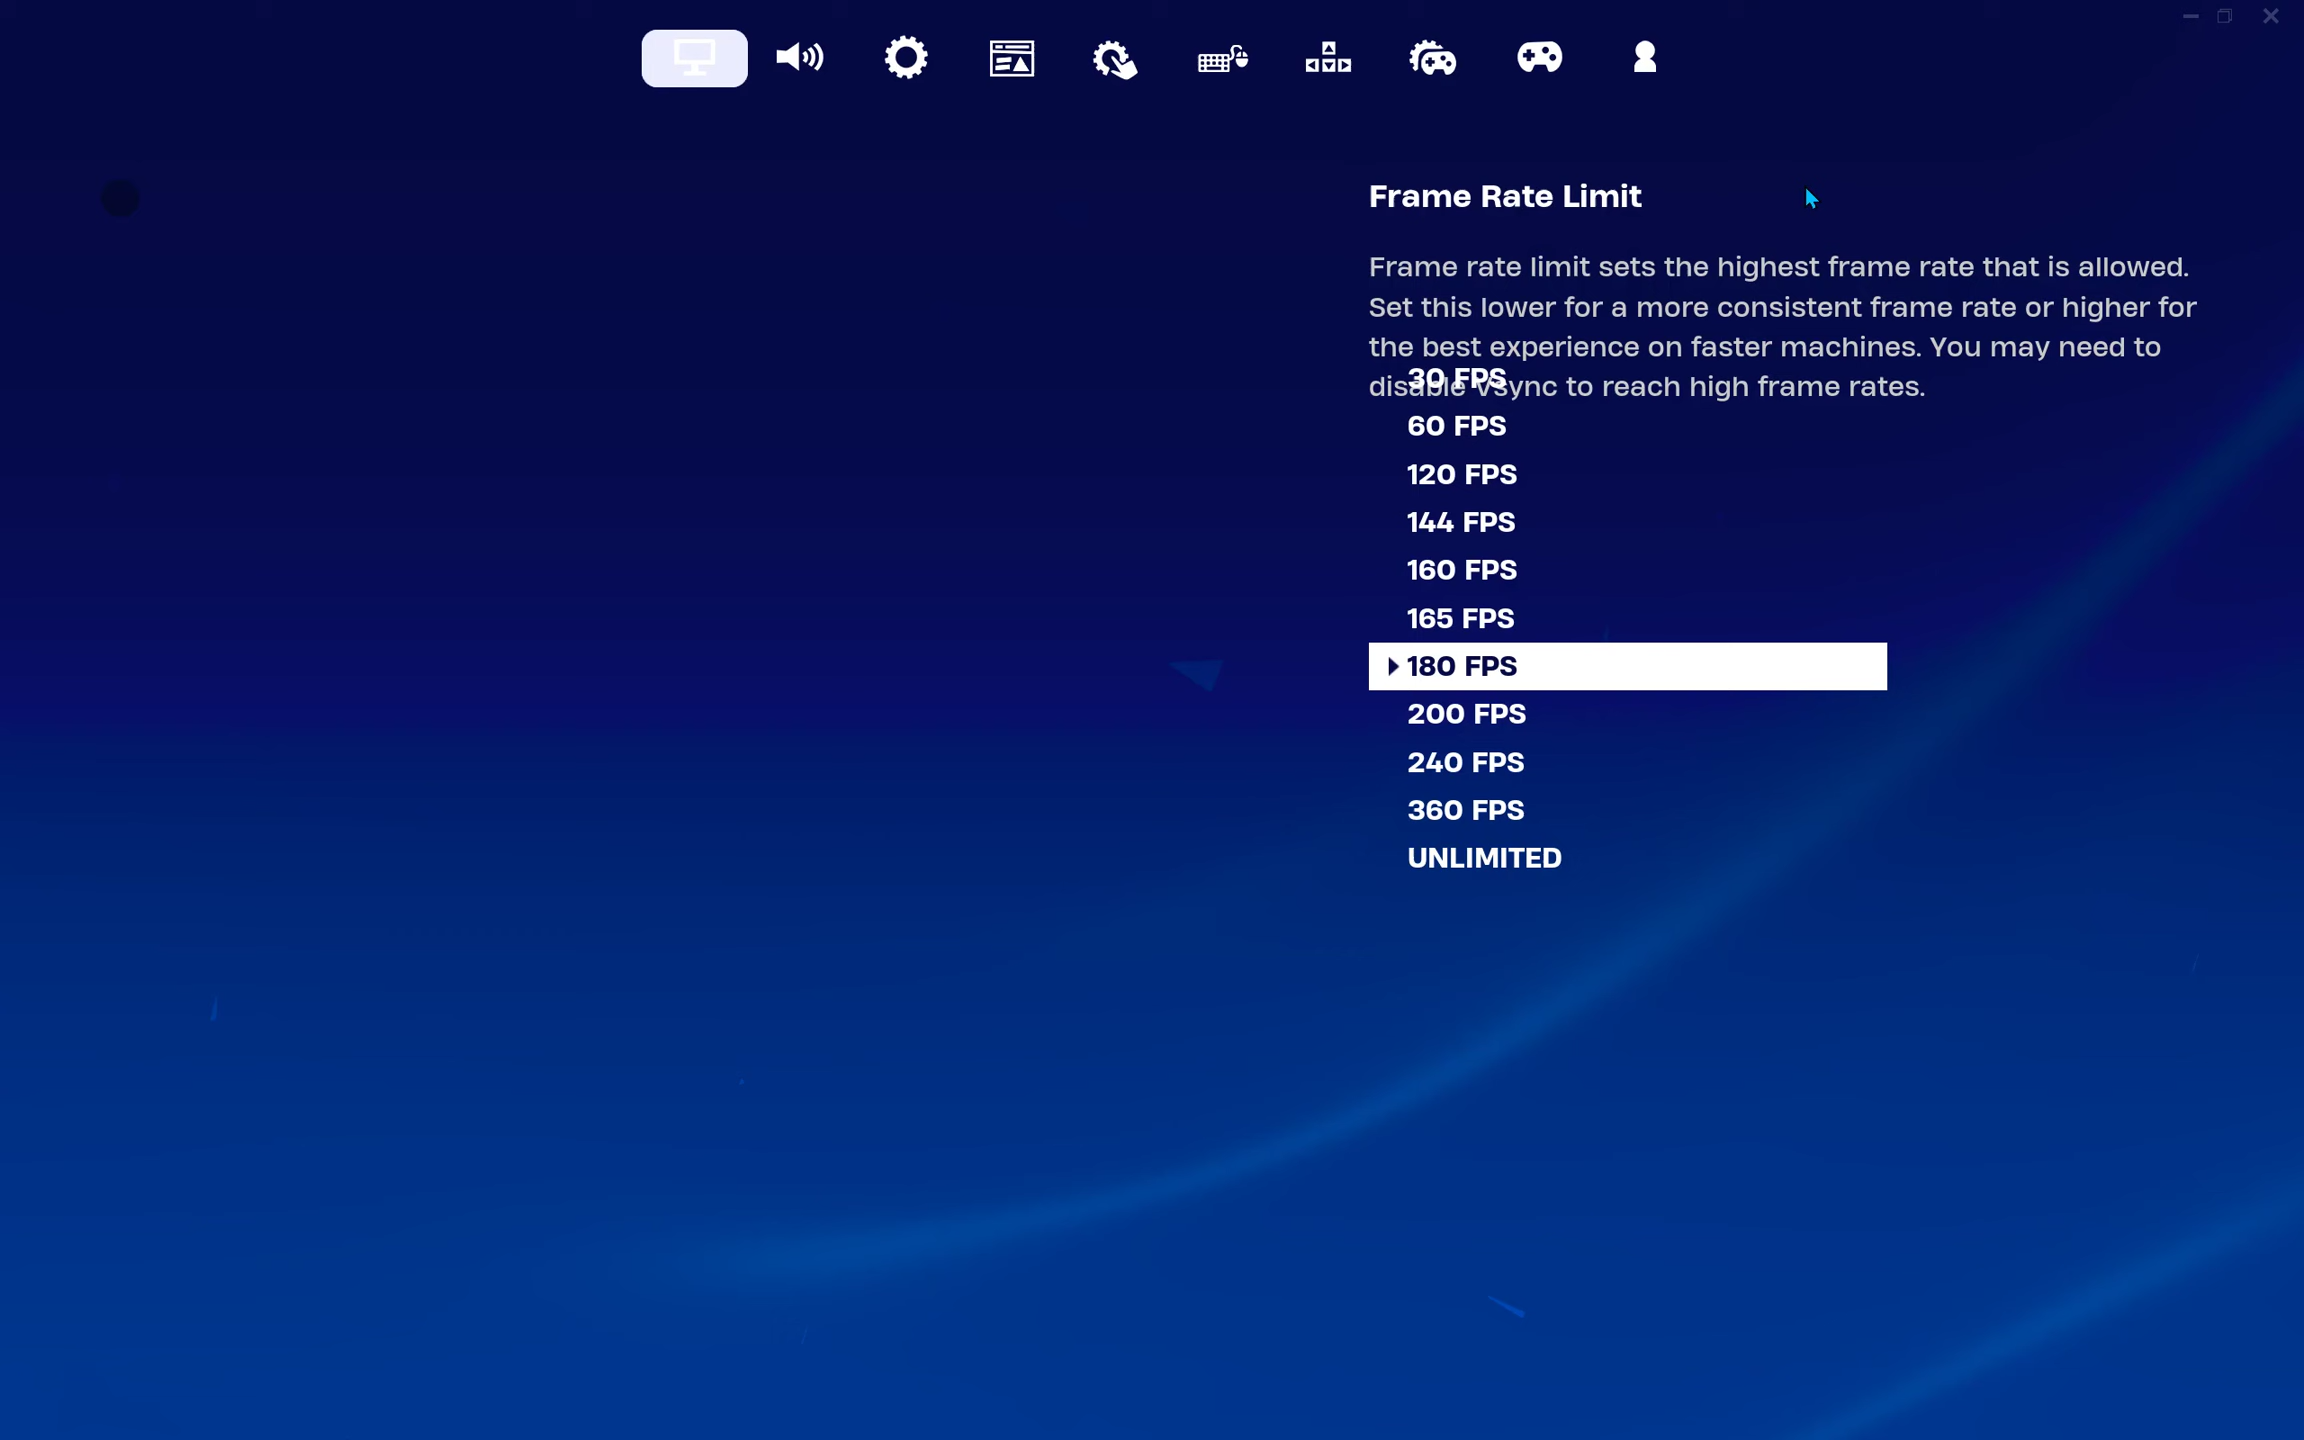 Frame Rate Limit
Frame rate limit sets the highest frame rate that is allowed.
Set this lower for a more consistent frame rate or higher for
the best experience on faster machines. You may need to
disable Vsync to reach high frame rates.
30 FPS
60 FPS
120 FPS
144 FPS
160 FPS
165 FPS
180 FPS
200 FPS
240 FPS
360 FPS
UNLIMITED